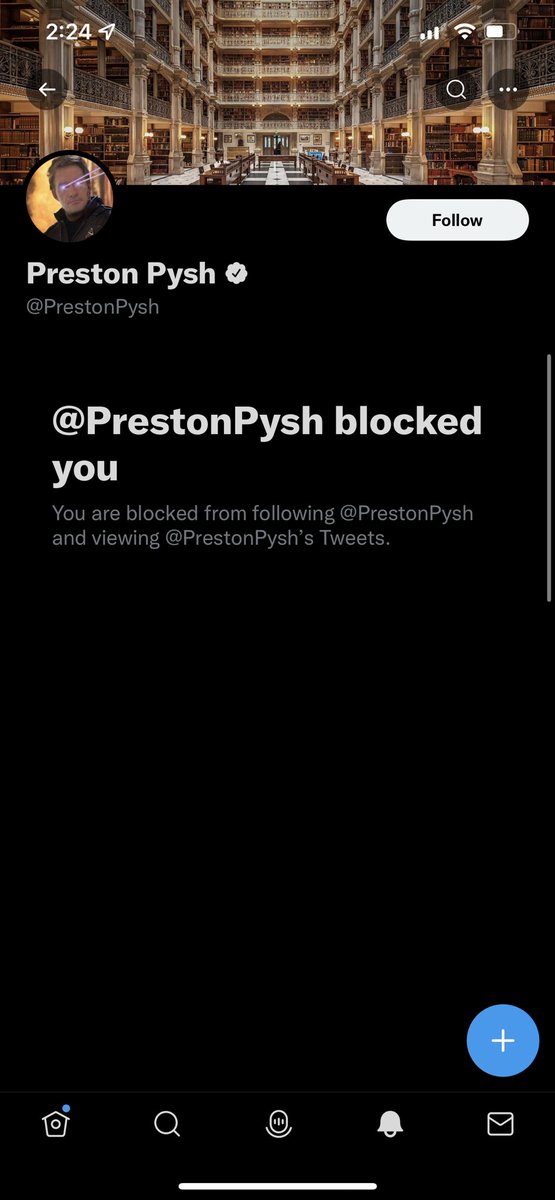 2:24
Follow
Preston Pysh
@PrestonPysh
@PrestonPysh blocked
you
You are blocked from following @PrestonPysh
and viewing @PrestonPysh’s Tweets.